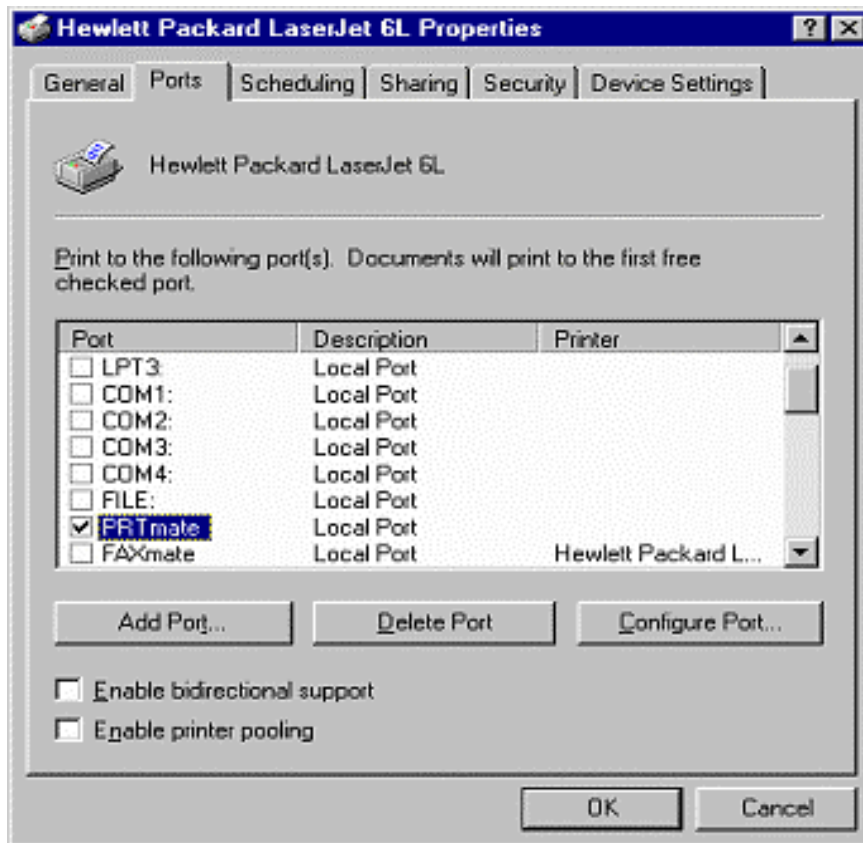 Hewlett Packard LaserJet 6L Properties
General Ports Scheduling Sharing Security Device Settings
Hewlett Packard LaserJet 6L
Print to the following port(s). Documents will print to the first free
checked port.
Port Description Printer
LPT3: Local Port
COM1: Local Port
COM2: Local Port
COM3: Local Port
COM4: Local Port
FILE: Local Port
PRTmate Local Port
FAXmate Local Port Hewlett Packard L...
Add Port... Delete Port Configure Port...
Enable bidirectional support
Enable printer pooling
OK Cancel